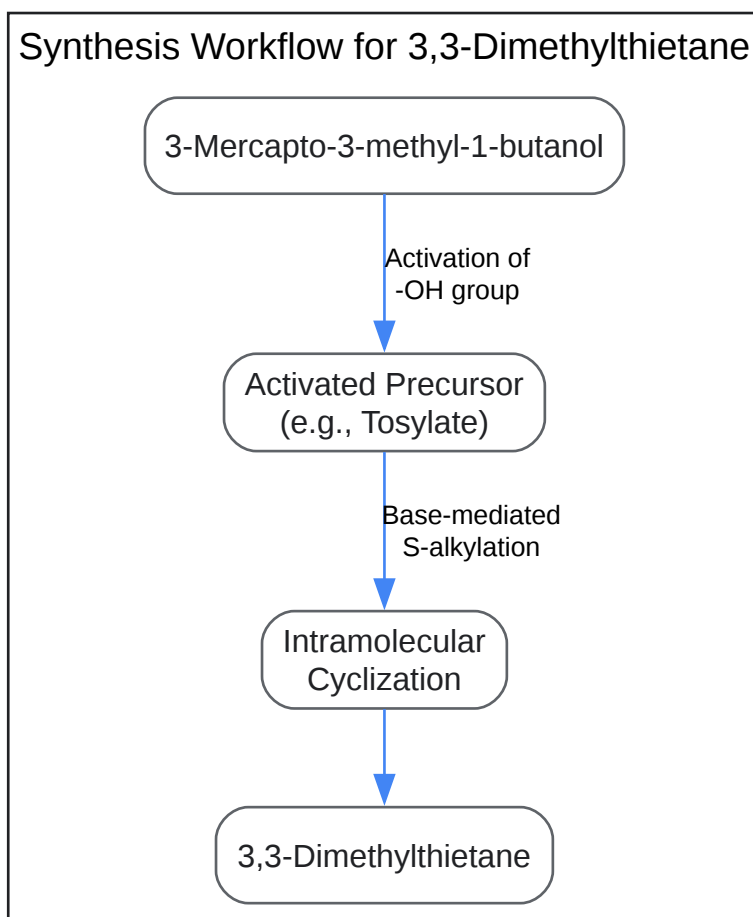 Synthesis Workflow for 3,3-Dimethylthietane
3-Mercapto-3-methyl-1-butanol
Activation of
-OH group
Activated Precursor
(e.g., Tosylate)
Base-mediated
S-alkylation
Intramolecular
Cyclization
3,3-Dimethylthietane